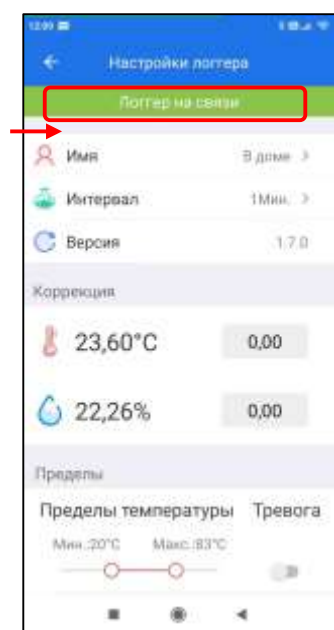 12:09
Настройки логгера
Логгер на связи
Имя В доме >
Интервал 1Мин. >
Версия 1.7.0
Коррекция
23,60°C 0,00
22,26% 0,00
Пределы
Пределы температуры Тревога
Мин.:20°C Макс.:83°C